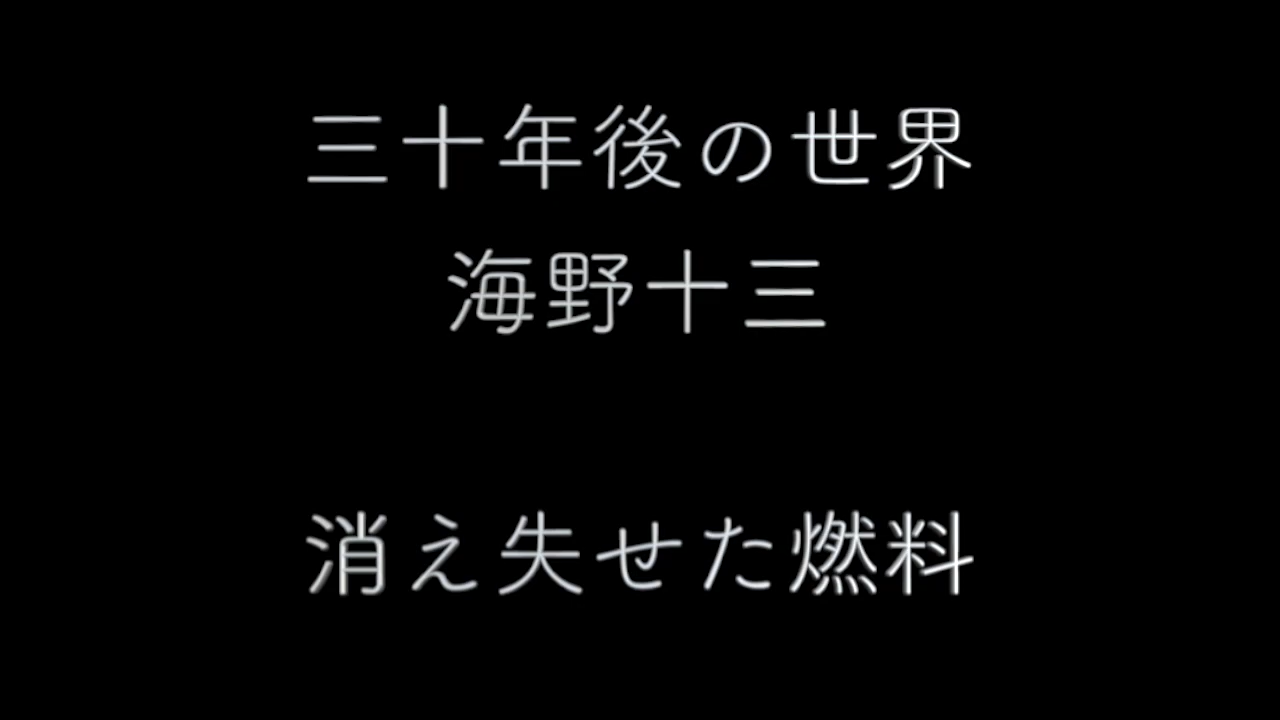 三十年後の世界
海野十三
消え失せた燃料